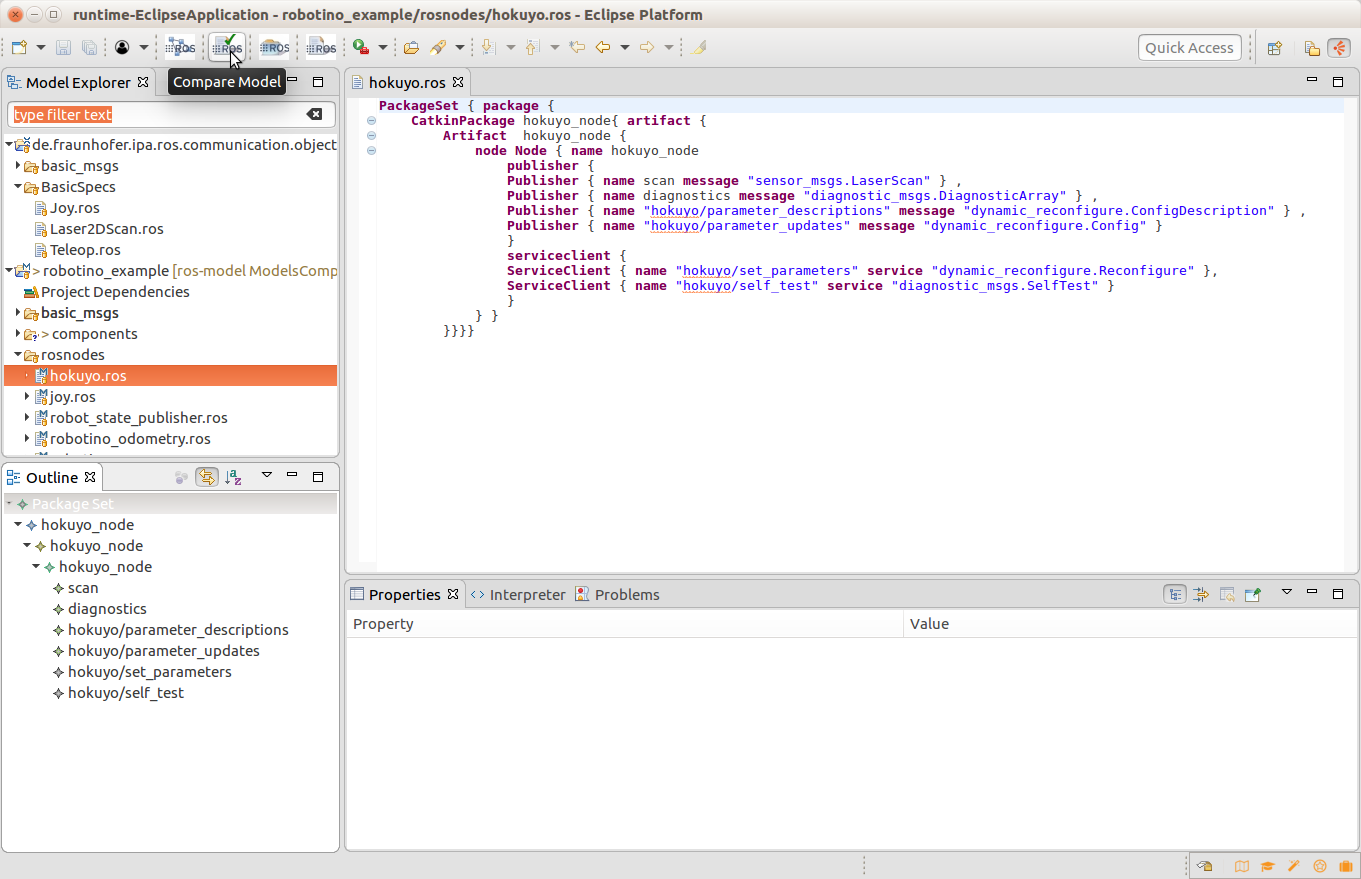 runtime-EclipseApplication - robotino_example/rosnodes/hokuyo.ros - Eclipse Platform
ROS ROS ROS ROS Quick Access
Compare Model
Model Explorer
type filter text
de.fraunhofer.ipa.ros.communication.object
basic_msgs
BasicSpecs
Joy.ros
Laser2DScan.ros
Teleop.ros
> robotino_example [ros-model ModelsComp
Project Dependencies
basic_msgs
> components
rosnodes
hokuyo.ros
joy.ros
robot_state_publisher.ros
robotino_odometry.ros
hokuyo.ros
PackageSet { package {
CatkinPackage hokuyo_node{ artifact {
Artifact  hokuyo_node {
node Node { name hokuyo_node
publisher {
Publisher { name scan message "sensor_msgs.LaserScan" } ,
Publisher { name diagnostics message "diagnostic_msgs.DiagnosticArray" } ,
Publisher { name "hokuyo/parameter_descriptions" message "dynamic_reconfigure.ConfigDescription" } ,
Publisher { name "hokuyo/parameter_updates" message "dynamic_reconfigure.Config" }
}
serviceclient {
ServiceClient { name "hokuyo/set_parameters" service "dynamic_reconfigure.Reconfigure" },
ServiceClient { name "hokuyo/self_test" service "diagnostic_msgs.SelfTest" }
}
} }
}}}}
Outline
Package Set
hokuyo_node
hokuyo_node
hokuyo_node
scan
diagnostics
hokuyo/parameter_descriptions
hokuyo/parameter_updates
hokuyo/set_parameters
hokuyo/self_test
Properties Interpreter Problems
Property Value